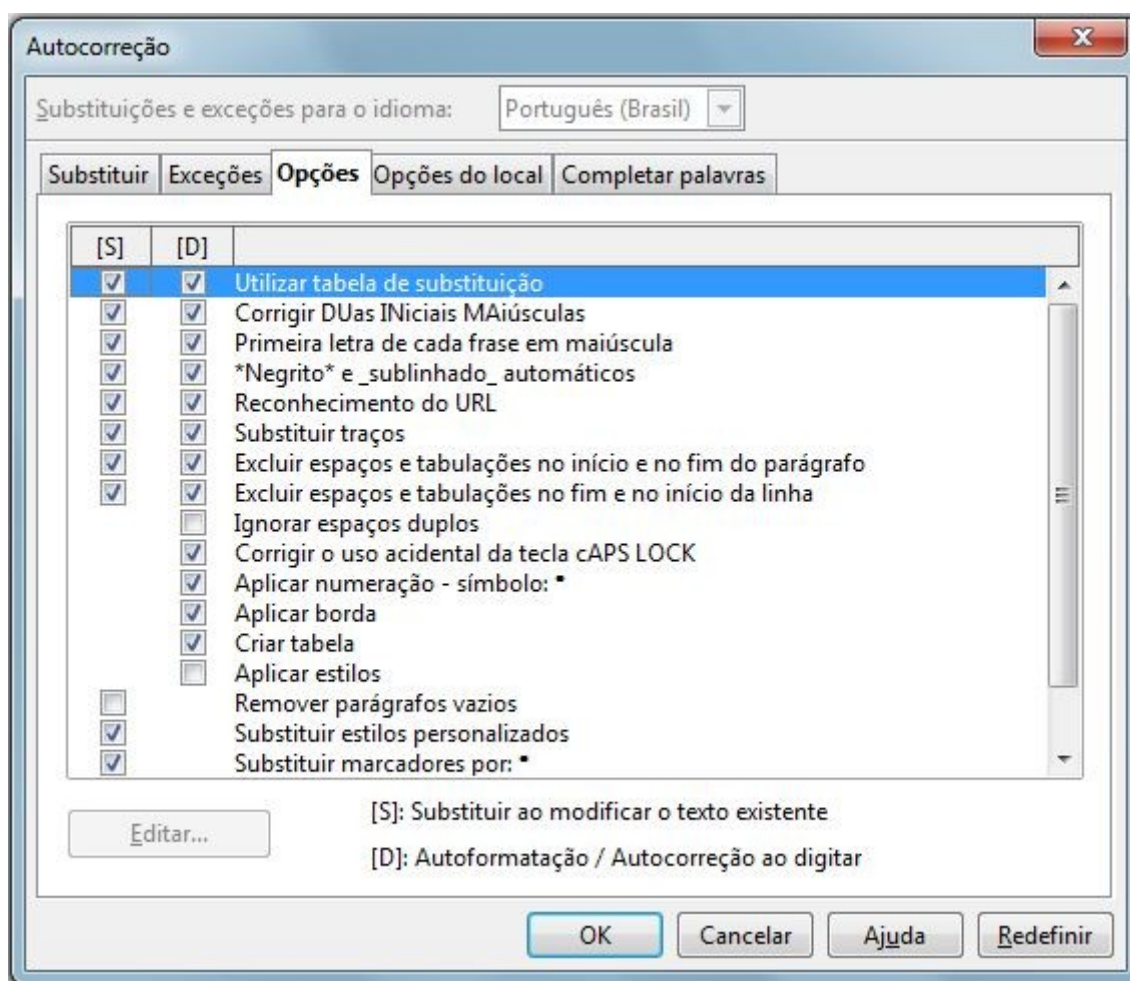 Autocorreção
Substituições e exceções para o idioma: Português (Brasil)
Substituir Exceções Opções Opções do local Completar palavras
[S] [D]
Utilizar tabela de substituição
Corrigir DUas INiciais MAiúsculas
Primeira letra de cada frase em maiúscula
*Negrito* e _sublinhado_ automáticos
Reconhecimento do URL
Substituir traços
Excluir espaços e tabulações no início e no fim do parágrafo
Excluir espaços e tabulações no fim e no início da linha
Ignorar espaços duplos
Corrigir o uso acidental da tecla cAPS LOCK
Aplicar numeração - símbolo: •
Aplicar borda
Criar tabela
Aplicar estilos
Remover parágrafos vazios
Substituir estilos personalizados
Substituir marcadores por: •
[S]: Substituir ao modificar o texto existente
Editar...
[D]: Autoformatação / Autocorreção ao digitar
OK Cancelar Ajuda Redefinir